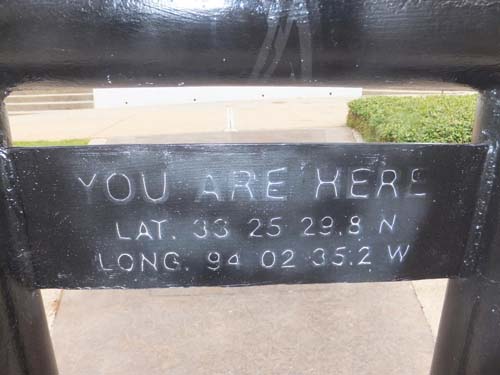 YOU ARE HERE
LAT. 33 25 29.8 N
LONG. 94 02 35.2 W